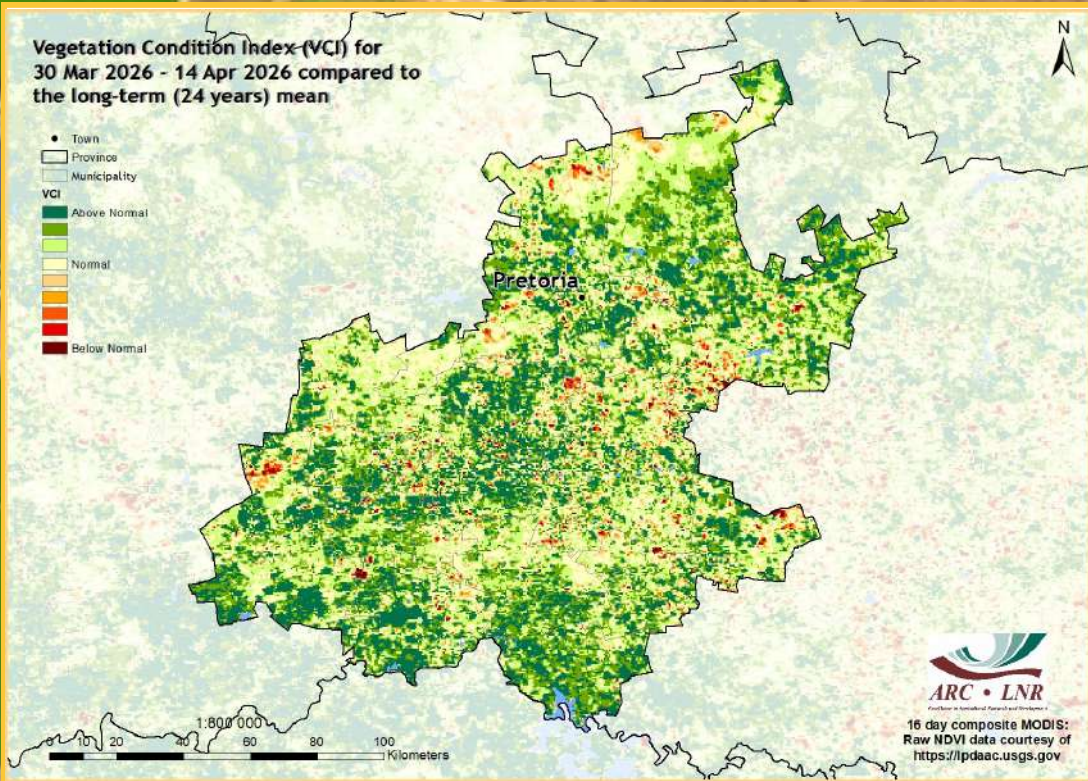 Vegetation Condition Index (VCI) for
30 Mar 2026 - 14 Apr 2026 compared to
the long-term (24 years) mean
N
Town
Province
Municipality
VCI
Above Normal
Normal
Below Normal
Pretoria
1:800 000
0 10 20 40 60 80 100
Kilometers
ARC • LNR
16 day composite MODIS:
Raw NDVI data courtesy of
https://lpdaac.usgs.gov